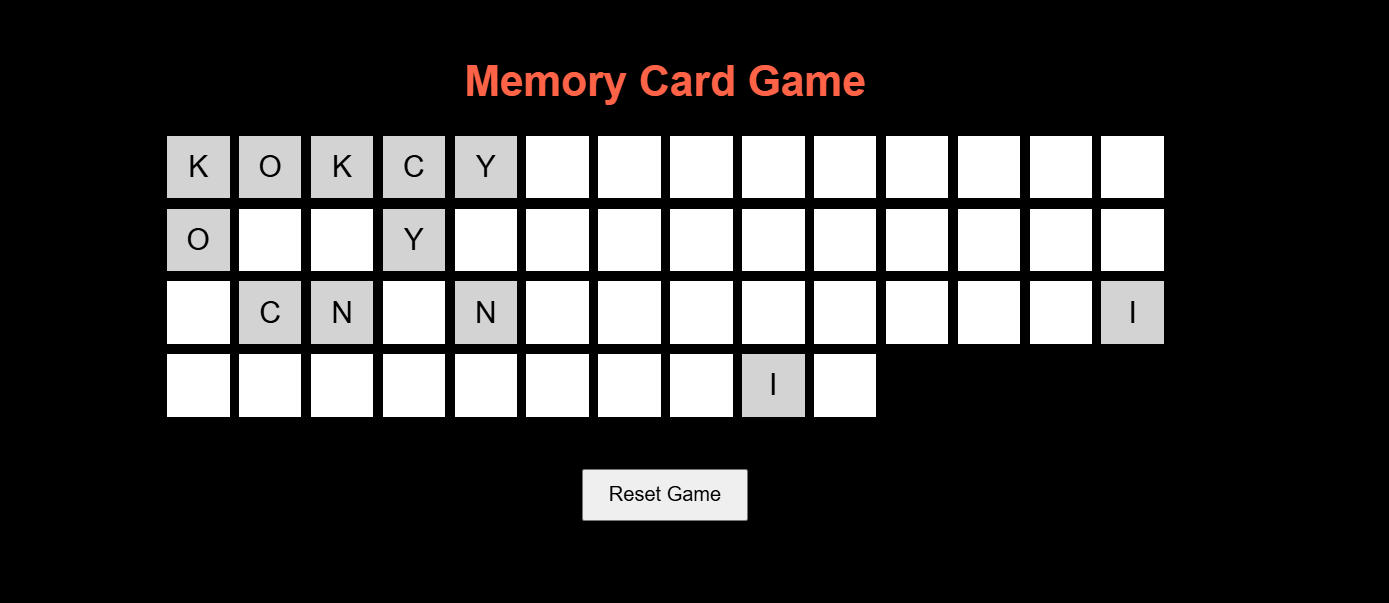 Memory Card Game
K O K C Y
O Y
C N N I
I
Reset Game